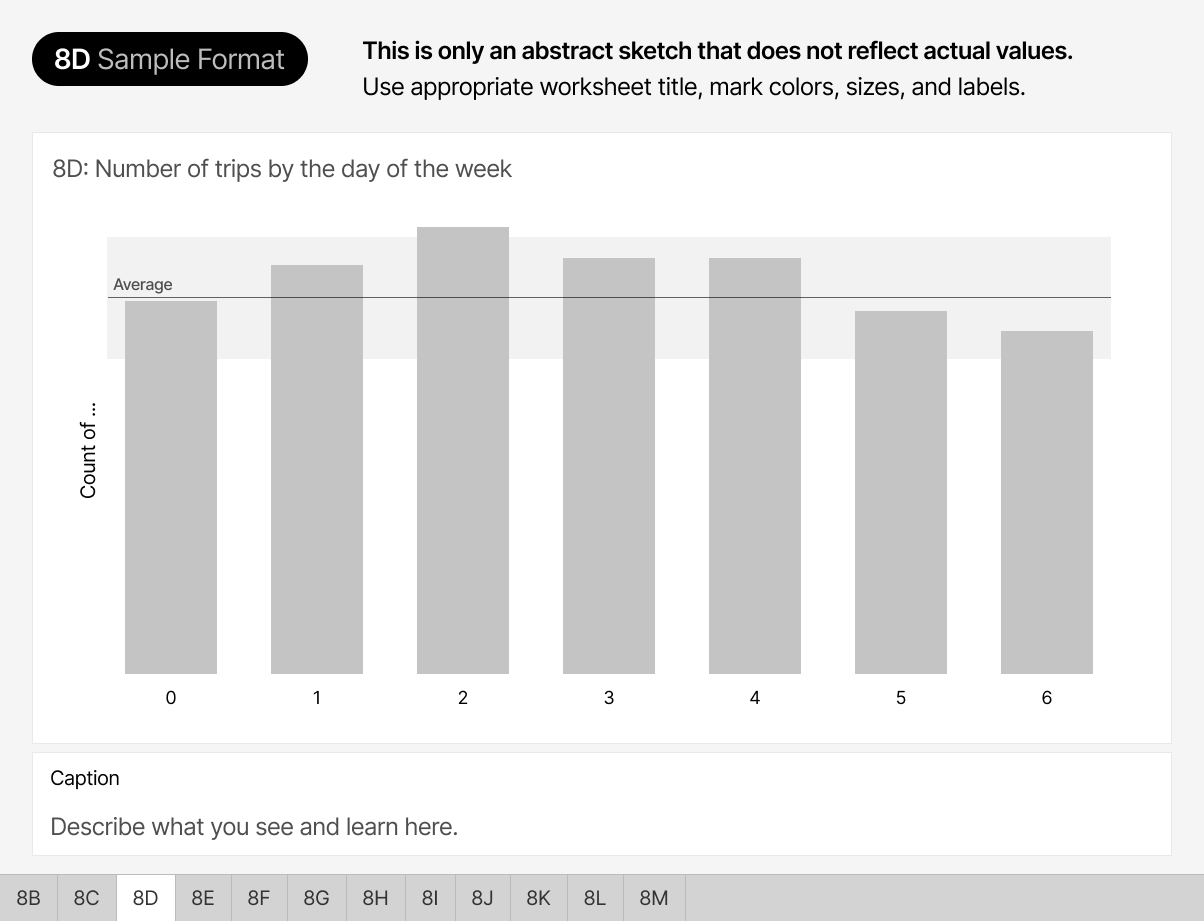 8D Sample Format
This is only an abstract sketch that does not reflect actual values.
Use appropriate worksheet title, mark colors, sizes, and labels.
8D: Number of trips by the day of the week
Average
Count of ...
0 1 2 3 4 5 6
Caption
Describe what you see and learn here.
8B 8C 8D 8E 8F 8G 8H 8I 8J 8K 8L 8M